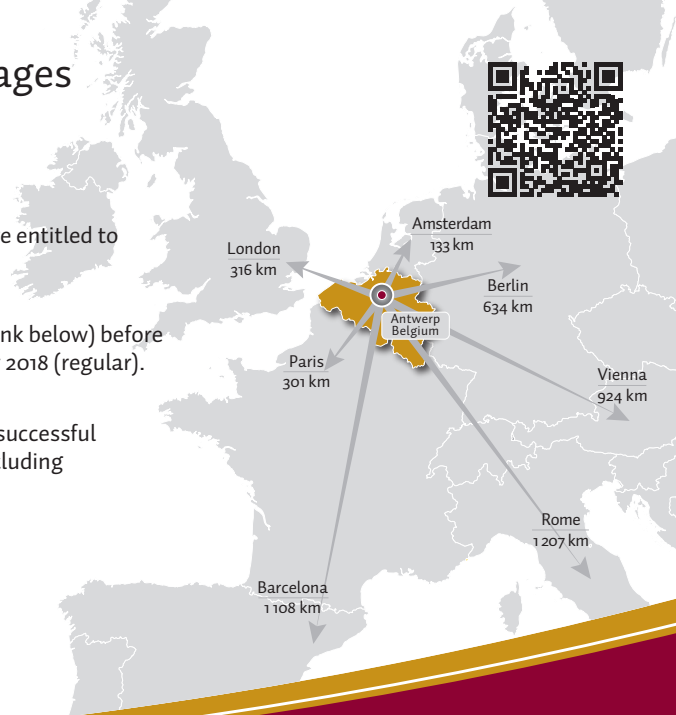 ages
e entitled to
nk below) before
2018 (regular).
successful
cluding
Amsterdam
133 km
London
316 km
Berlin
634 km
Antwerp
Belgium
Paris
301 km
Vienna
924 km
Rome
1 207 km
Barcelona
1 108 km